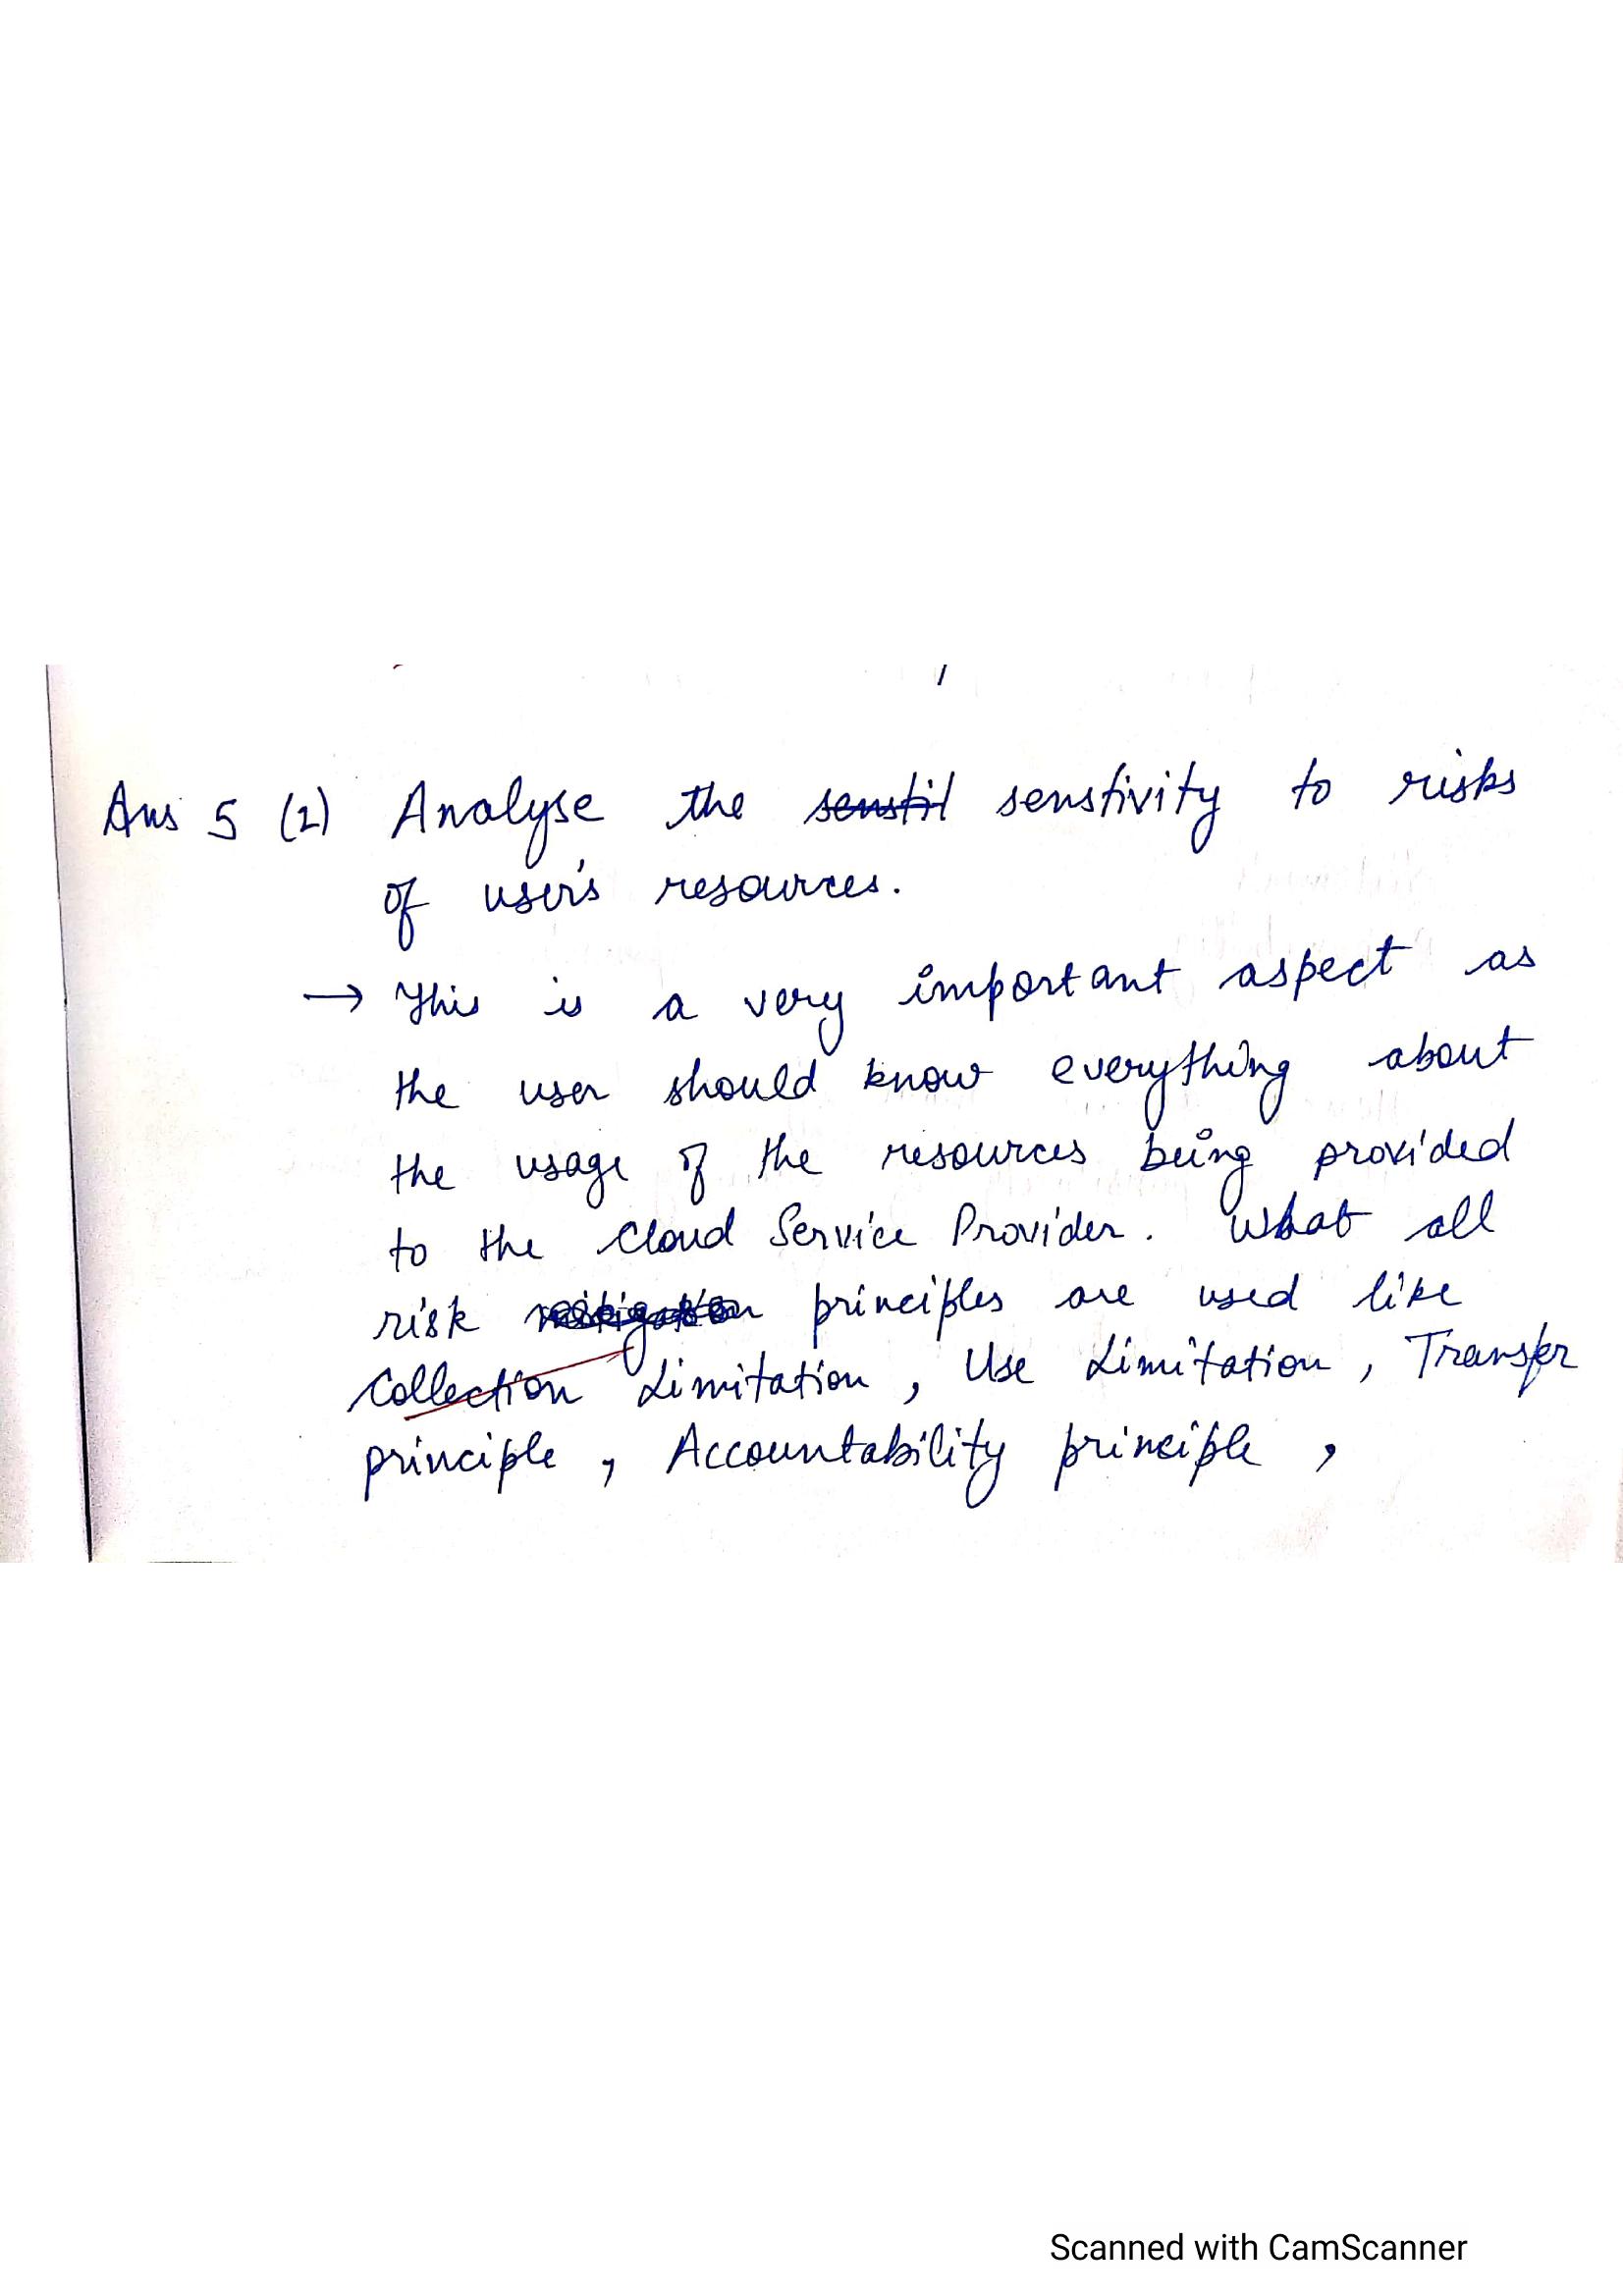 Ans 5 (2) Analyse the senstil senstivity to risks
of user's resources.
→ This is a very important aspect as
the user should know everything about
the usage of the resources being provided
to the Cloud Service Provider. What all
risk principles are used like
Collection Limitation, Use Limitation, Transfer
principle, Accountability principle,
Scanned with CamScanner